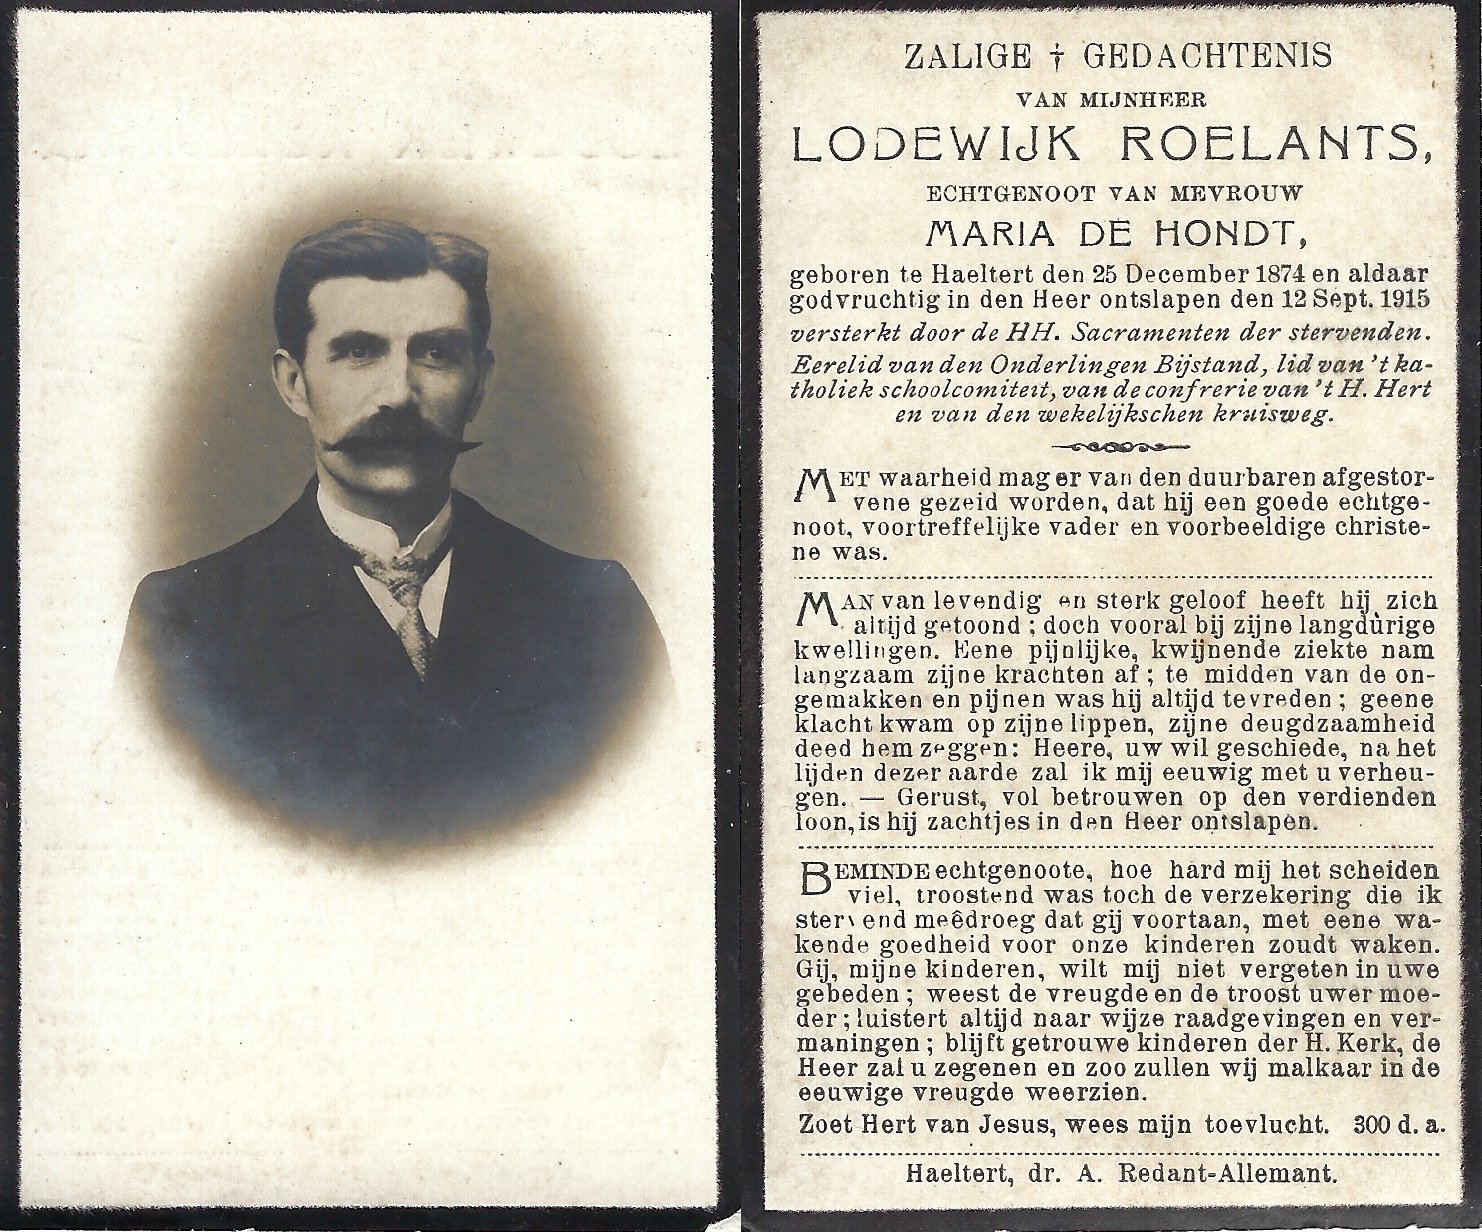 ZALIGE † GEDACHTENIS
VAN MIJNHEER
LODEWIJK ROELANTS,
ECHTGENOOT VAN MEVROUW
MARIA DE HONDT,
geboren te Haeltert den 25 December 1874 en aldaar
godvruchtig in den Heer ontslapen den 12 Sept. 1915
versterkt door de HH. Sacramenten der stervenden.
Eerelid van den Onderlingen Bijstand, lid van 't ka-
tholiek schoolcomiteit, van de confrerie van 't H. Hert
en van den wekelijkschen kruisweg.
MET waarheid mag er van den duurbaren afgestor-
vene gezeid worden, dat hij een goede echtge-
noot, voortreffelijke vader en voorbeeldige christe-
ne was.
MAN van levendig en sterk geloof heeft hij zich
altijd getoond ; doch vooral bij zijne langdùrige
kwellingen. Eene pijnlijke, kwijnende ziekte nam
langzaam zijne krachten af ; te midden van de on-
gemakken en pijnen was hij altijd tevreden ; geene
klacht kwam op zijne lippen, zijne deugdzaamheid
deed hem zeggen: Heere, uw wil geschiede, na het
lijden dezer aarde zal ik mij eeuwig met u verheu-
gen. — Gerust, vol betrouwen op den verdienden
loon, is hij zachtjes in den Heer ontslapen.
BEMINDE echtgenoote, hoe hard mij het scheiden
viel, troostend was toch de verzekering die ik
stervend meêdroeg dat gij voortaan, met eene wa-
kende goedheid voor onze kinderen zoudt waken.
Gij, mijne kinderen, wilt mij niet vergeten in uwe
gebeden ; weest de vreugde en de troost uwer moe-
der ; luistert altijd naar wijze raadgevingen en ver-
maningen ; blijft getrouwe kinderen der H. Kerk, de
Heer zal u zegenen en zoo zullen wij malkaar in de
eeuwige vreugde weerzien.
Zoet Hert van Jesus, wees mijn toevlucht. 300 d. a.
Haeltert, dr. A. Redant-Allemant.